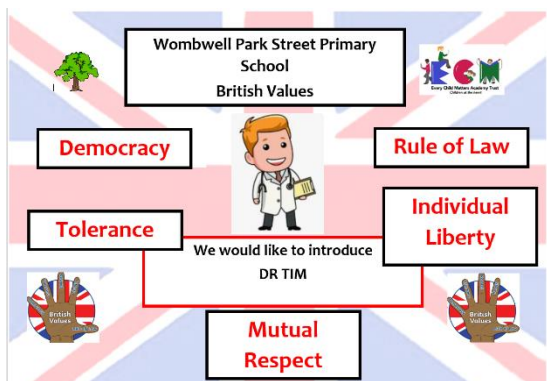 Wombwell Park Street Primary
School
British Values
Every Child Matters Academy Trust
Democracy
Rule of Law
Tolerance
Individual
Liberty
We would like to introduce
DR TIM
British
Values
British
Values
Mutual
Respect